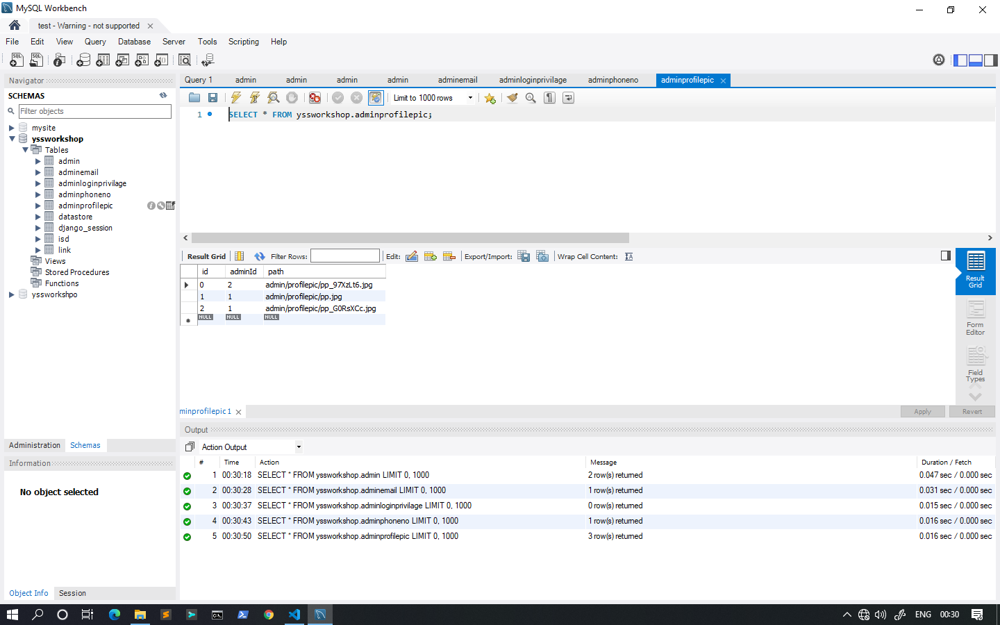 MySQL Workbench
test - Warning - not supported
File Edit View Query Database Server Tools Scripting Help
Navigator
SCHEMAS
Filter objects
mysite
yssworkshop
Tables
admin
adminemail
adminloginprivilage
adminphoneno
adminprofilepic
datastore
django_session
isd
link
Views
Stored Procedures
Functions
yssworkshpo
Administration Schemas
Information
No object selected
Object Info Session
Query 1 admin admin admin admin adminemail adminloginprivilage adminphoneno adminprofilepic
Limit to 1000 rows
1 SELECT * FROM yssworkshop.adminprofilepic;
Result Grid Filter Rows: Edit: Export/Import: Wrap Cell Content:
id adminId path
0 2 admin/profilepic/pp_97XzLt6.jpg
1 1 admin/profilepic/pp.jpg
2 1 admin/profilepic/pp_G0RsXCc.jpg
NULL NULL NULL
Result
Grid
Form
Editor
Field
Types
minprofilepic 1
Apply Revert
Output
Action Output
# Time Action Message Duration / Fetch
1 00:30:18 SELECT * FROM yssworkshop.admin LIMIT 0, 1000 2 row(s) returned 0.047 sec / 0.000 sec
2 00:30:28 SELECT * FROM yssworkshop.adminemail LIMIT 0, 1000 1 row(s) returned 0.031 sec / 0.000 sec
3 00:30:37 SELECT * FROM yssworkshop.adminloginprivilage LIMIT 0, 1000 0 row(s) returned 0.015 sec / 0.000 sec
4 00:30:43 SELECT * FROM yssworkshop.adminphoneno LIMIT 0, 1000 1 row(s) returned 0.016 sec / 0.000 sec
5 00:30:50 SELECT * FROM yssworkshop.adminprofilepic LIMIT 0, 1000 3 row(s) returned 0.016 sec / 0.000 sec
ENG 00:30